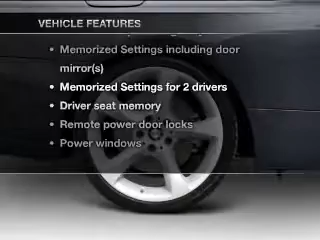 VEHICLE FEATURES
• Memorized Settings including door
mirror(s)
• Memorized Settings for 2 drivers
• Driver seat memory
• Remote power door locks
• Power windows